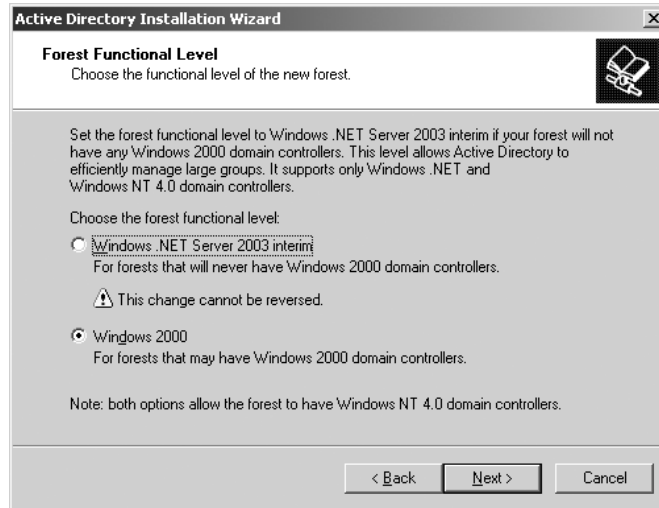 Active Directory Installation Wizard
Forest Functional Level
Choose the functional level of the new forest.
Set the forest functional level to Windows .NET Server 2003 interim if your forest will not
have any Windows 2000 domain controllers. This level allows Active Directory to
efficiently manage large groups. It supports only Windows .NET and
Windows NT 4.0 domain controllers.
Choose the forest functional level:
Windows .NET Server 2003 interim
For forests that will never have Windows 2000 domain controllers.
This change cannot be reversed.
Windows 2000
For forests that may have Windows 2000 domain controllers.
Note: both options allow the forest to have Windows NT 4.0 domain controllers.
< Back
Next >
Cancel